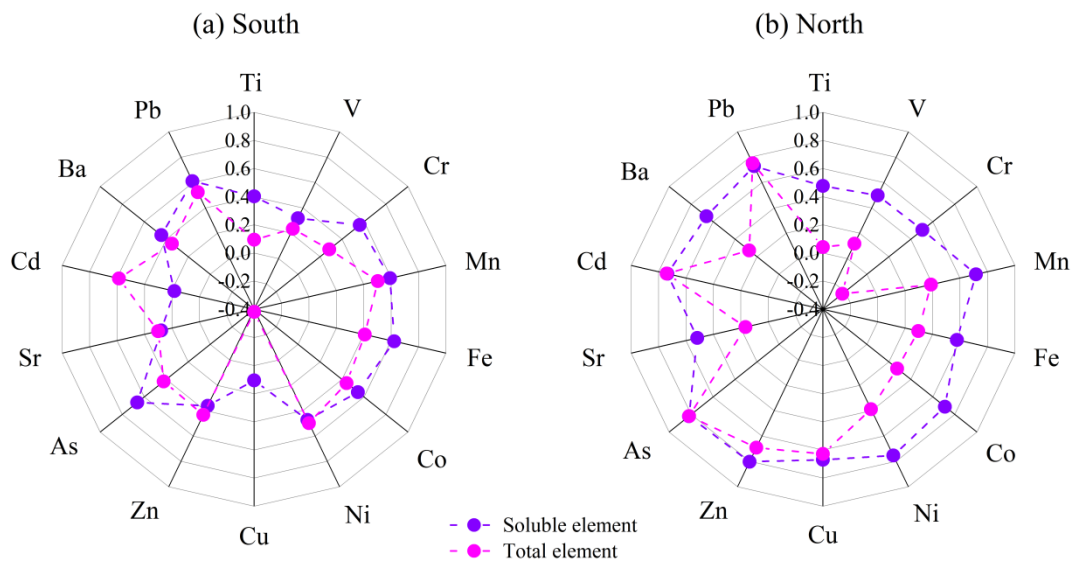 (a) South
(b) North
Ti
V
Cr
Mn
Fe
Co
Ni
Cu
Zn
As
Sr
Cd
Ba
Pb
1.0
0.8
0.6
0.4
0.2
0.0
-0.2
-0.4
Ti
V
Cr
Mn
Fe
Co
Ni
Cu
Zn
As
Sr
Cd
Ba
Pb
1.0
0.8
0.6
0.4
0.2
0.0
-0.2
-0.4
Soluble element
Total element